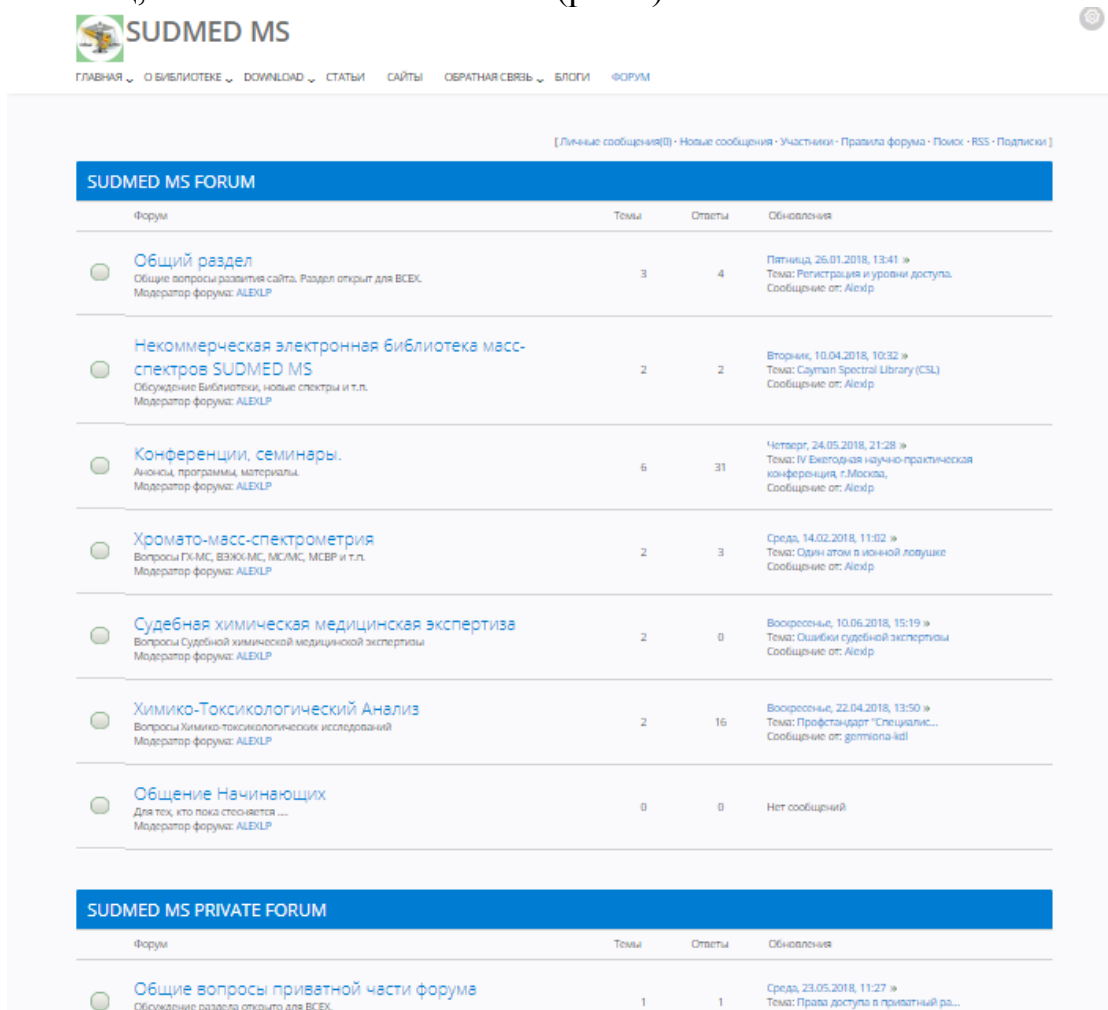 SUDMED MS
ГЛАВНАЯ О БИБЛИОТЕКЕ DOWNLOAD СТАТЬИ САЙТЫ ОБРАТНАЯ СВЯЗЬ БЛОГИ ФОРУМ
[ Личные сообщения(0) · Новые сообщения · Участники · Правила форума · Поиск · RSS · Подписки ]
SUDMED MS FORUM
Форум Темы Ответы Обновления
Общий раздел
Общие вопросы развития сайта. Раздел открыт для ВСЕХ.
Модератор форума: ALEXLP
3 4
Пятница, 26.01.2018, 13:41 »
Тема: Регистрация и уровни доступа.
Сообщение от: Alexlp
Некоммерческая электронная библиотека масс-
спектров SUDMED MS
Обсуждение Библиотеки, новые спектры и т.п.
Модератор форума: ALEXLP
2 2
Вторник, 10.04.2018, 10:32 »
Тема: Cayman Spectral Library (CSL)
Сообщение от: Alexlp
Конференции, семинары.
Анонсы, программы, материалы.
Модератор форума: ALEXLP
6 31
Четверг, 24.05.2018, 21:28 »
Тема: IV Ежегодная научно-практическая
конференция, г.Москва,
Сообщение от: Alexlp
Хромато-масс-спектрометрия
Вопросы ГХ-МС, ВЭЖХ-МС, МС/МС, МСВР и т.п.
Модератор форума: ALEXLP
2 3
Среда, 14.02.2018, 11:02 »
Тема: Один атом в ионной ловушке
Сообщение от: Alexlp
Судебная химическая медицинская экспертиза
Вопросы Судебной химической медицинской экспертизы
Модератор форума: ALEXLP
2 0
Воскресенье, 10.06.2018, 15:19 »
Тема: Ошибки судебной экспертизы
Сообщение от: Alexlp
Химико-Токсикологический Анализ
Вопросы Химико-токсикологических исследований
Модератор форума: ALEXLP
2 16
Воскресенье, 22.04.2018, 13:50 »
Тема: Профстандарт "Специалис...
Сообщение от: germiona-kdl
Общение Начинающих
Для тех, кто пока стесняется ....
Модератор форума: ALEXLP
0 0
Нет сообщений
SUDMED MS PRIVATE FORUM
Форум Темы Ответы Обновления
Общие вопросы приватной части форума
Обсуждение раздела открыто для ВСЕХ.
1 1
Среда, 23.05.2018, 11:27 »
Тема: Права доступа в приватный ра...